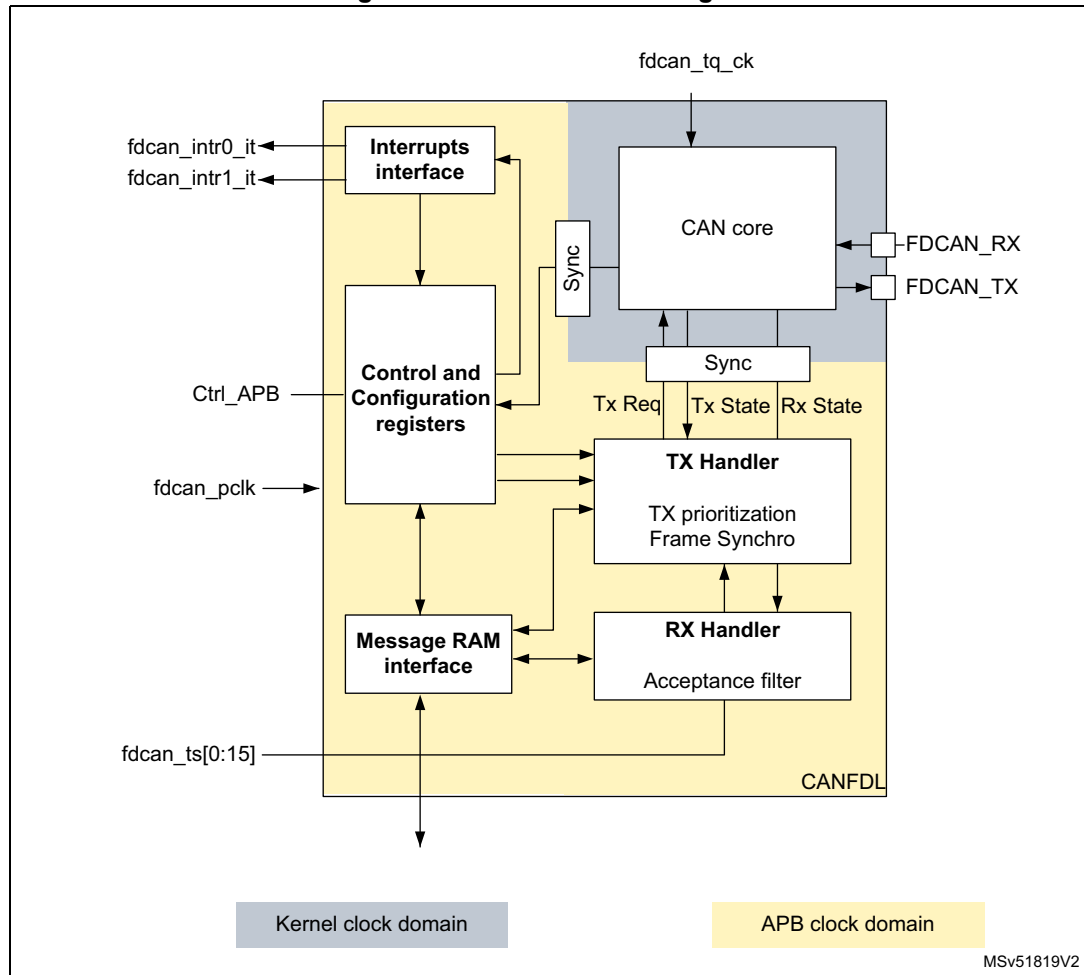 fdcan_tq_ck
fdcan_intr0_it
fdcan_intr1_it
Interrupts
interface
CAN core
Sync
FDCAN_RX
FDCAN_TX
Sync
Control and
Configuration
registers
Ctrl_APB
fdcan_pclk
Tx Req
Tx State
Rx State
TX Handler
TX prioritization
Frame Synchro
Message RAM
interface
RX Handler
Acceptance filter
fdcan_ts[0:15]
CANFDL
Kernel clock domain
APB clock domain
MSv51819V2